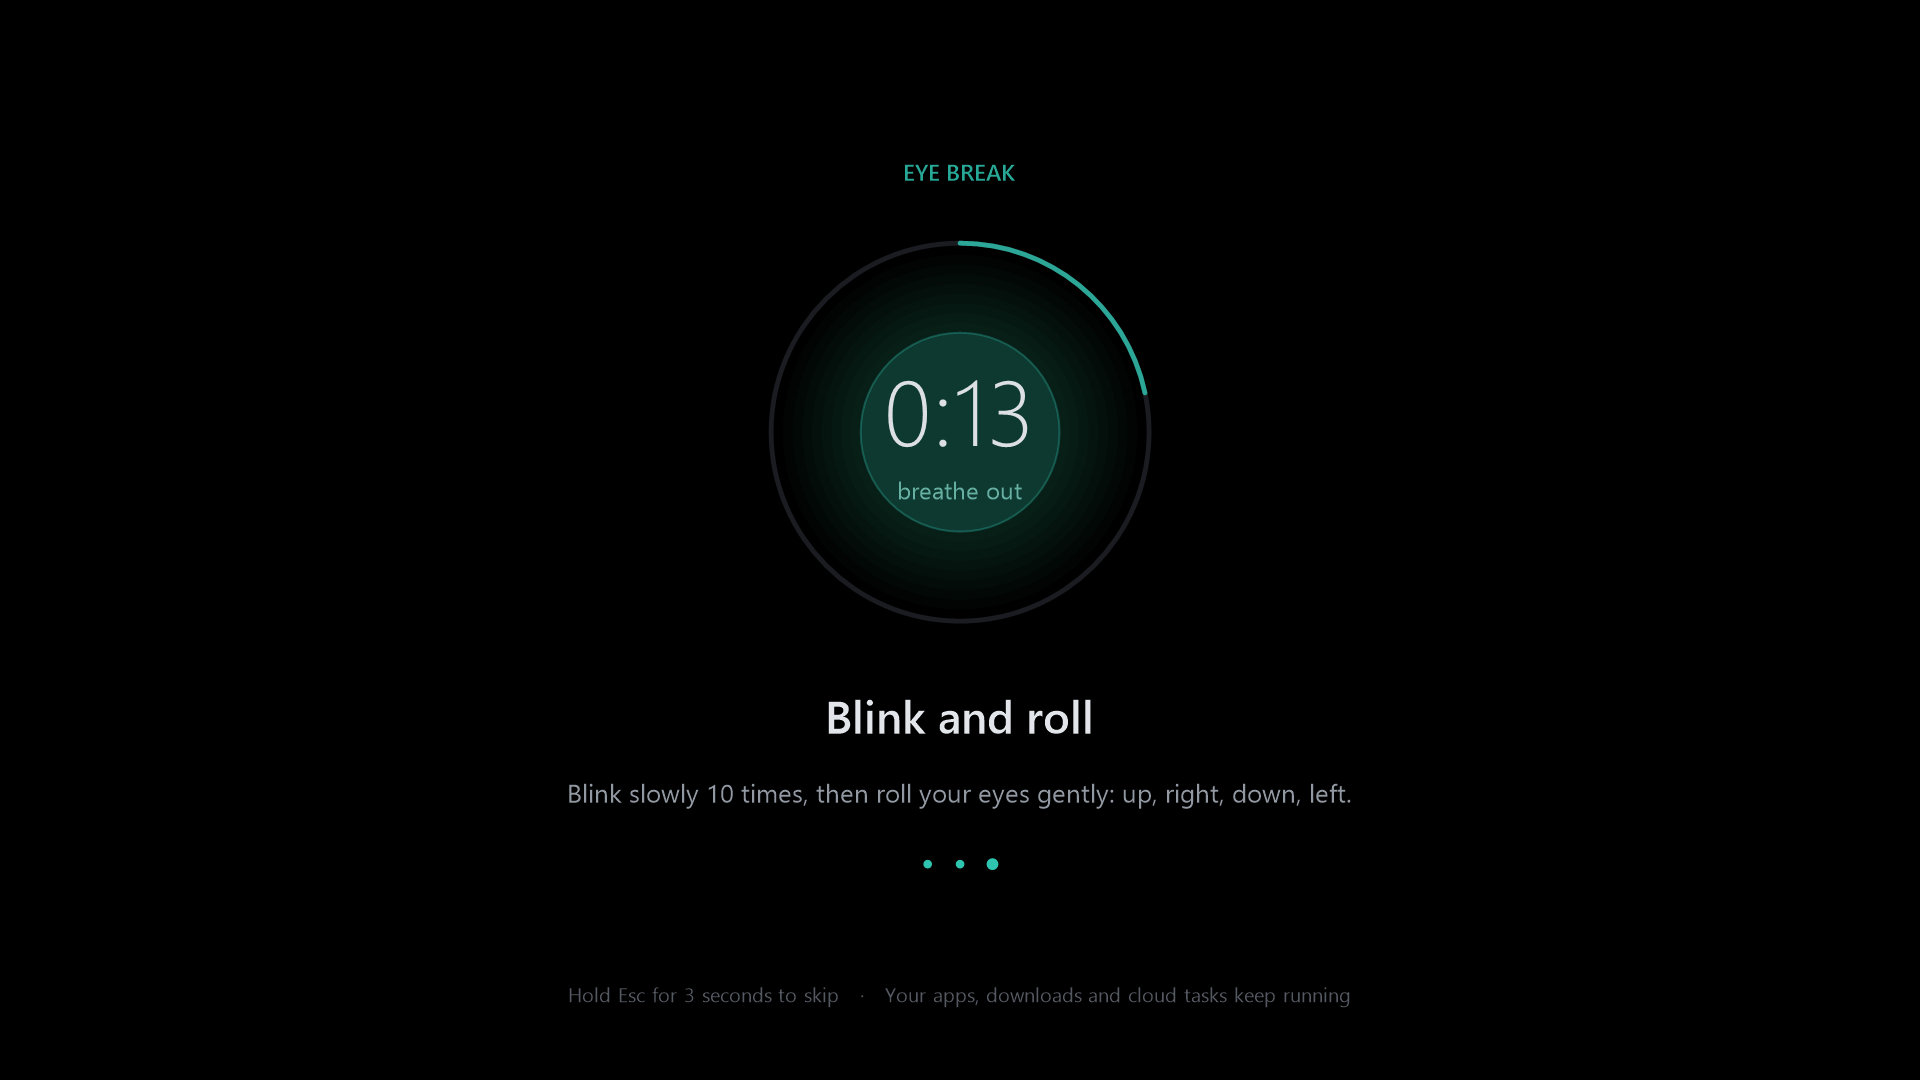 EYE BREAK
0:13
breathe out
Blink and roll
Blink slowly 10 times, then roll your eyes gently: up, right, down, left.
Hold Esc for 3 seconds to skip · Your apps, downloads and cloud tasks keep running